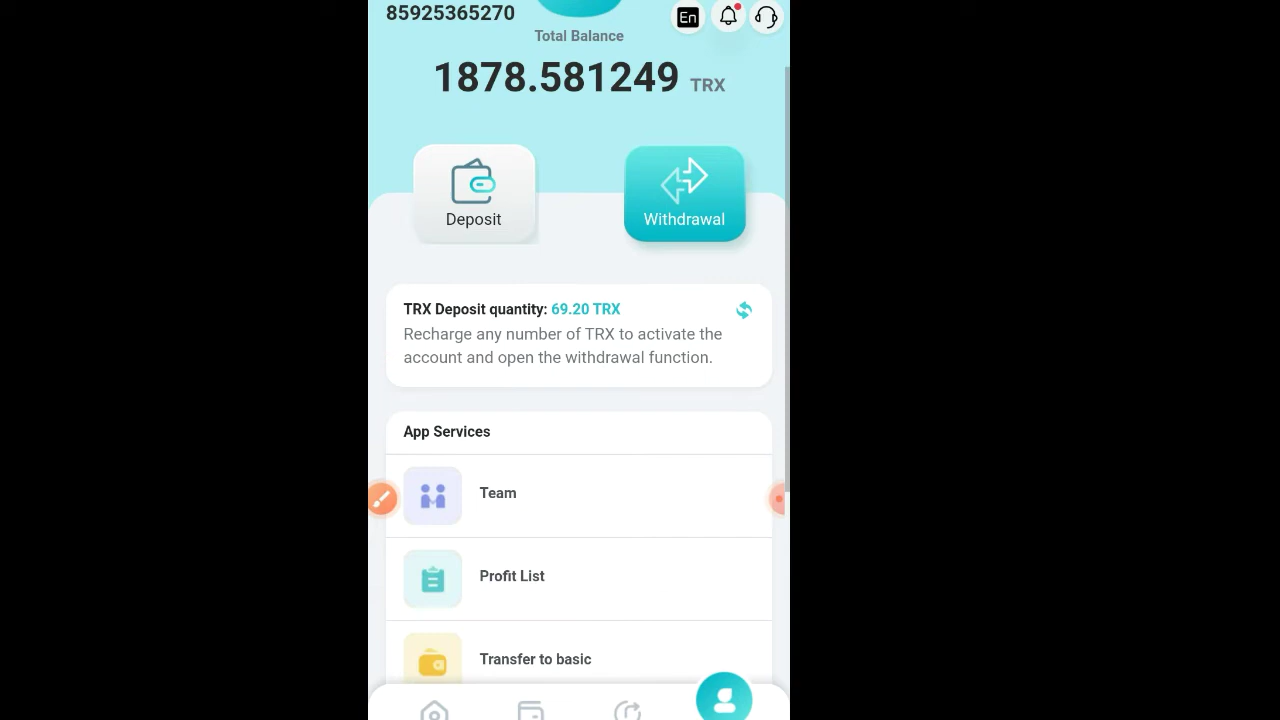 85925365270
En
Total Balance
1878.581249 TRX
Deposit
Withdrawal
TRX Deposit quantity: 69.20 TRX
Recharge any number of TRX to activate the
account and open the withdrawal function.
App Services
Team
Profit List
Transfer to basic